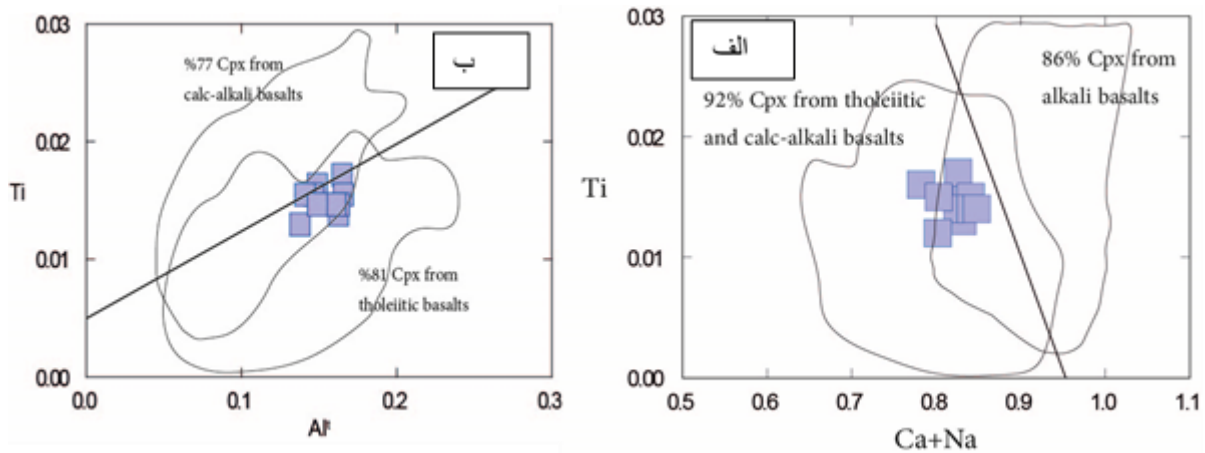 0.03
0.02
0.01
0.00
Ti
%77 Cpx from
calc-alkali basalts
ب
%81 Cpx from
tholeiitic basalts
0.0
0.1
0.2
0.3
Alᵗ
0.03
0.02
0.01
0.00
Ti
الف
92% Cpx from tholeiitic
and calc-alkali basalts
86% Cpx from
alkali basalts
0.5
0.6
0.7
0.8
0.9
1.0
1.1
Ca+Na